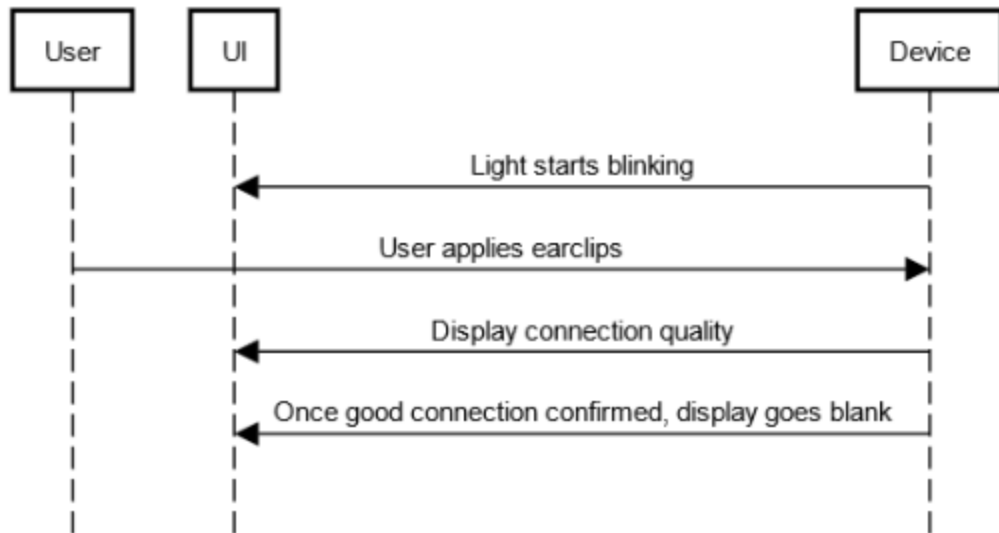 User
UI
Device
Light starts blinking
User applies earclips
Display connection quality
Once good connection confirmed, display goes blank